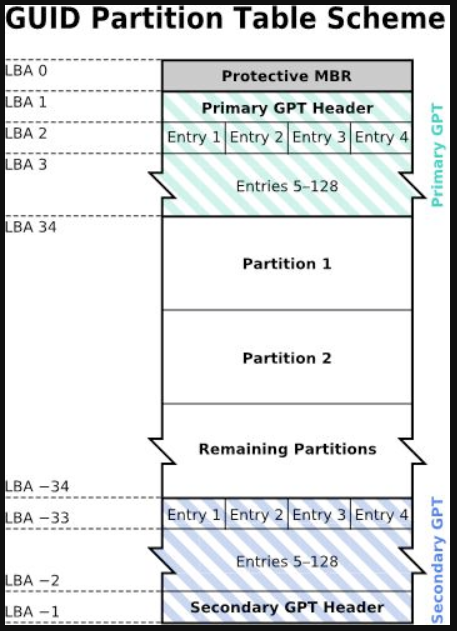 GUID Partition Table Scheme
LBA 0
Protective MBR
LBA 1
Primary GPT Header
LBA 2
Entry 1 Entry 2 Entry 3 Entry 4
LBA 3
Entries 5–128
Primary GPT
LBA 34
Partition 1
Partition 2
Remaining Partitions
LBA −34
LBA −33
Entry 1 Entry 2 Entry 3 Entry 4
Entries 5–128
LBA −2
Secondary GPT Header
LBA −1
Secondary GPT